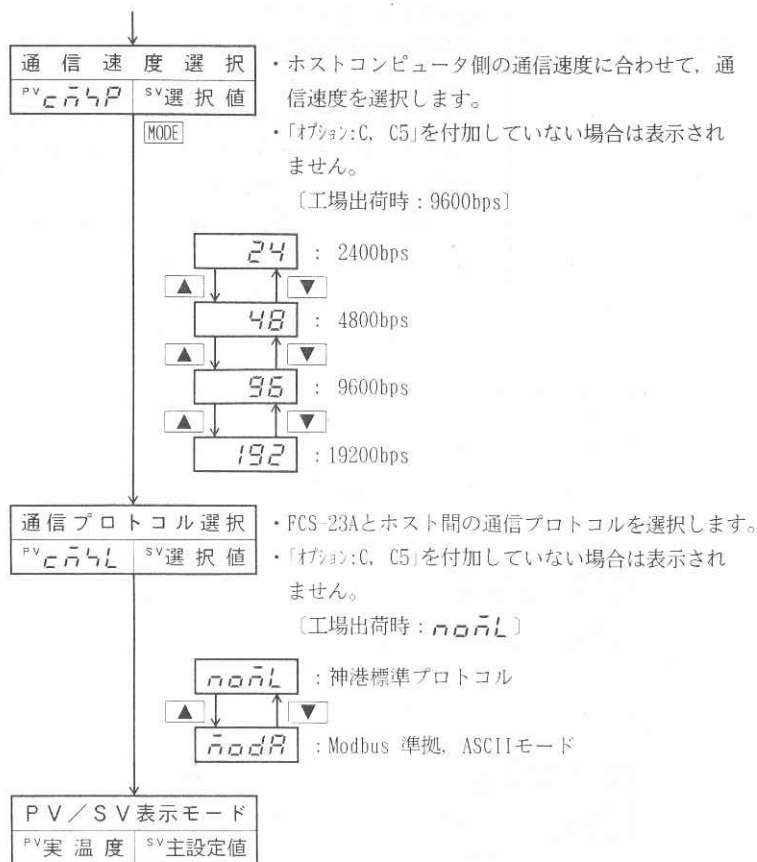 通信速度選択
PV cñ4P SV選択値
MODE
・ホストコンピュータ側の通信速度に合わせて，通
信速度を選択します。
・「ｵﾌﾟｼｮﾝ:C, C5」を付加していない場合は表示され
ません。
〔工場出荷時：9600bps〕
24 : 2400bps
▲ ▼
48 : 4800bps
▲ ▼
96 : 9600bps
▲ ▼
192 : 19200bps
通信プロトコル選択
PV cñ4L SV選択値
・FCS-23Aとホスト間の通信プロトコルを選択します。
・「ｵﾌﾟｼｮﾝ:C, C5」を付加していない場合は表示され
ません。
〔工場出荷時：noñL〕
noñL : 神港標準プロトコル
▲ ▼
ñodA : Modbus 準拠, ASCIIモード
ＰＶ／ＳＶ表示モード
PV実温度 SV主設定値